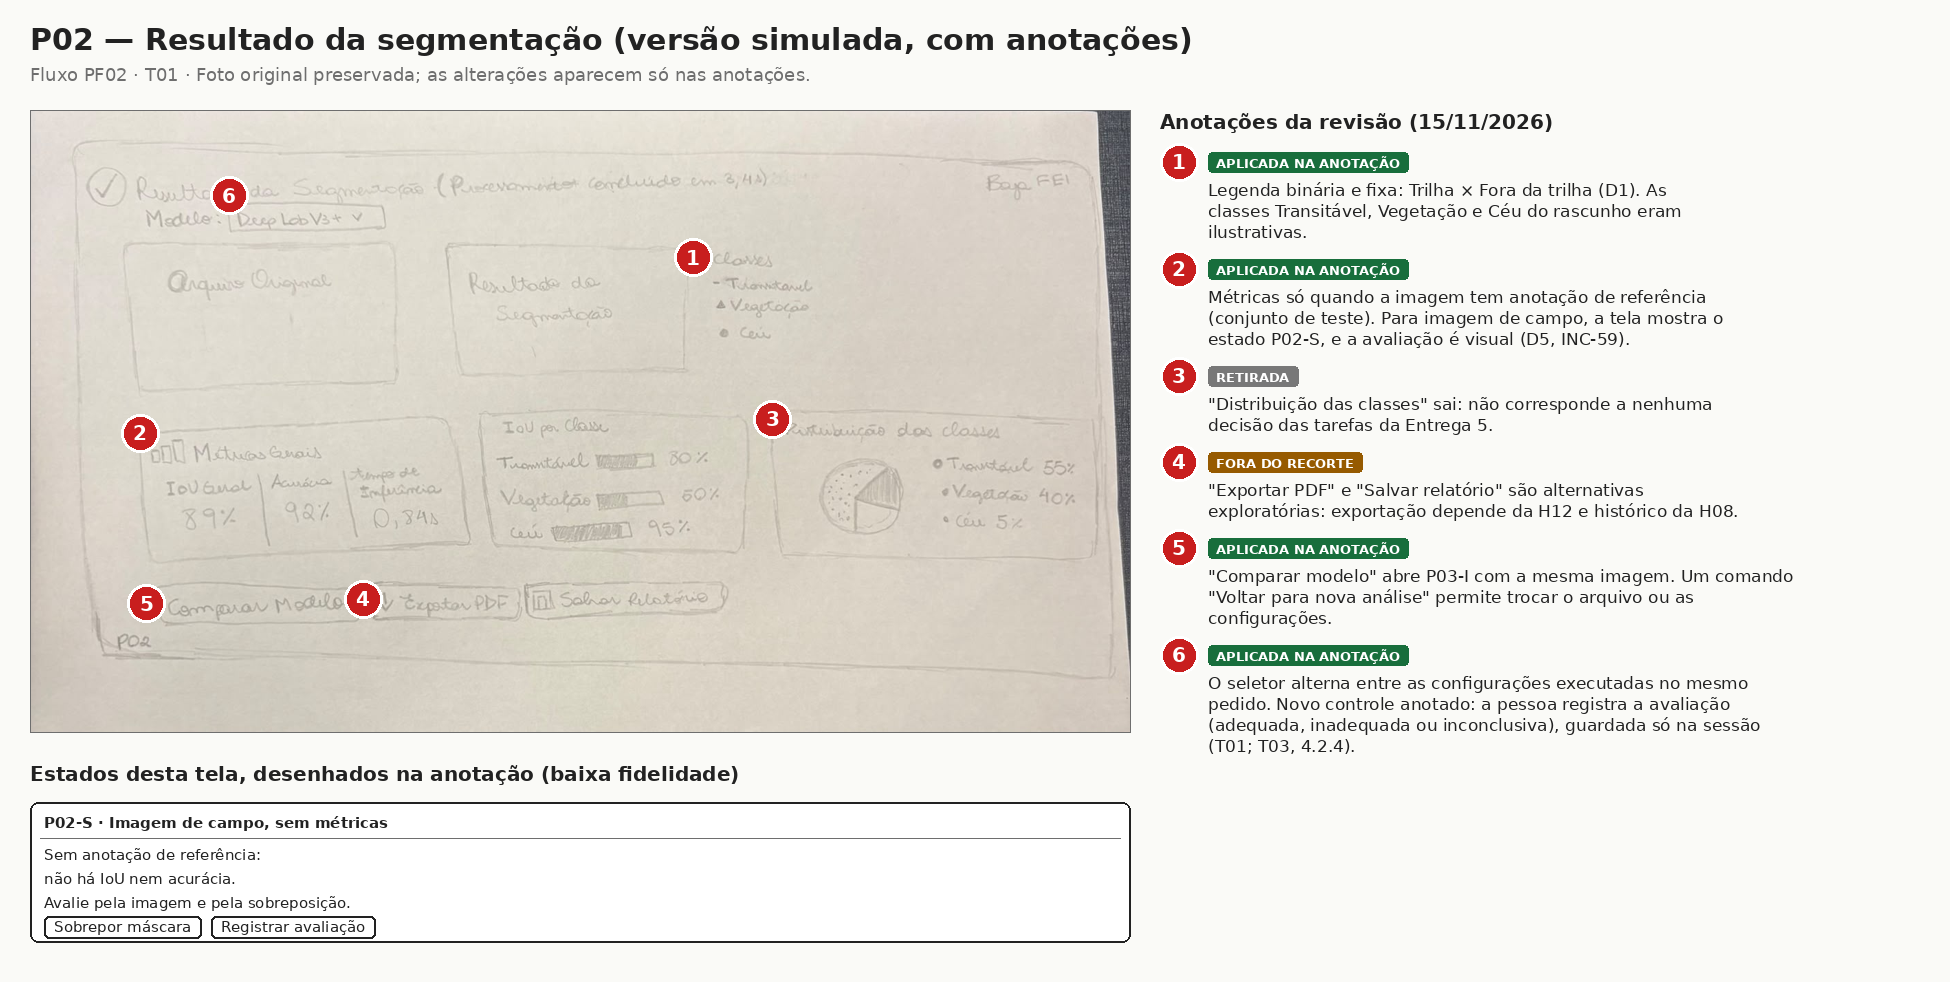 P02 — Resultado da segmentação (versão simulada, com anotações)
Fluxo PF02 · T01 · Foto original preservada; as alterações aparecem só nas anotações.
6
da Segmentação (Processamento concluído em 3,4s)
Baja FEI
Modelo: DeepLabV3+
Arquivo Original
Resultado da
Segmentação
1
Classes
- Transitável
▲ Vegetação
● Céu
2
Métricas Gerais
IoU Geral
Acurácia
tempo de
Inferência
89%
92%
0,84s
IoU por Classe
Transitável 80%
Vegetação 60%
Céu 95%
3
Distribuição das classes
● Transitável 55%
● Vegetação 40%
• Céu 5%
5
Comparar Modelo
4
Exportar PDF
Salvar Relatório
P02
Anotações da revisão (15/11/2026)
1
APLICADA NA ANOTAÇÃO
Legenda binária e fixa: Trilha × Fora da trilha (D1). As
classes Transitável, Vegetação e Céu do rascunho eram
ilustrativas.
2
APLICADA NA ANOTAÇÃO
Métricas só quando a imagem tem anotação de referência
(conjunto de teste). Para imagem de campo, a tela mostra o
estado P02-S, e a avaliação é visual (D5, INC-59).
3
RETIRADA
"Distribuição das classes" sai: não corresponde a nenhuma
decisão das tarefas da Entrega 5.
4
FORA DO RECORTE
"Exportar PDF" e "Salvar relatório" são alternativas
exploratórias: exportação depende da H12 e histórico da H08.
5
APLICADA NA ANOTAÇÃO
"Comparar modelo" abre P03-I com a mesma imagem. Um comando
"Voltar para nova análise" permite trocar o arquivo ou as
configurações.
6
APLICADA NA ANOTAÇÃO
O seletor alterna entre as configurações executadas no mesmo
pedido. Novo controle anotado: a pessoa registra a avaliação
(adequada, inadequada ou inconclusiva), guardada só na sessão
(T01; T03, 4.2.4).
Estados desta tela, desenhados na anotação (baixa fidelidade)
P02-S · Imagem de campo, sem métricas
Sem anotação de referência:
não há IoU nem acurácia.
Avalie pela imagem e pela sobreposição.
Sobrepor máscara
Registrar avaliação